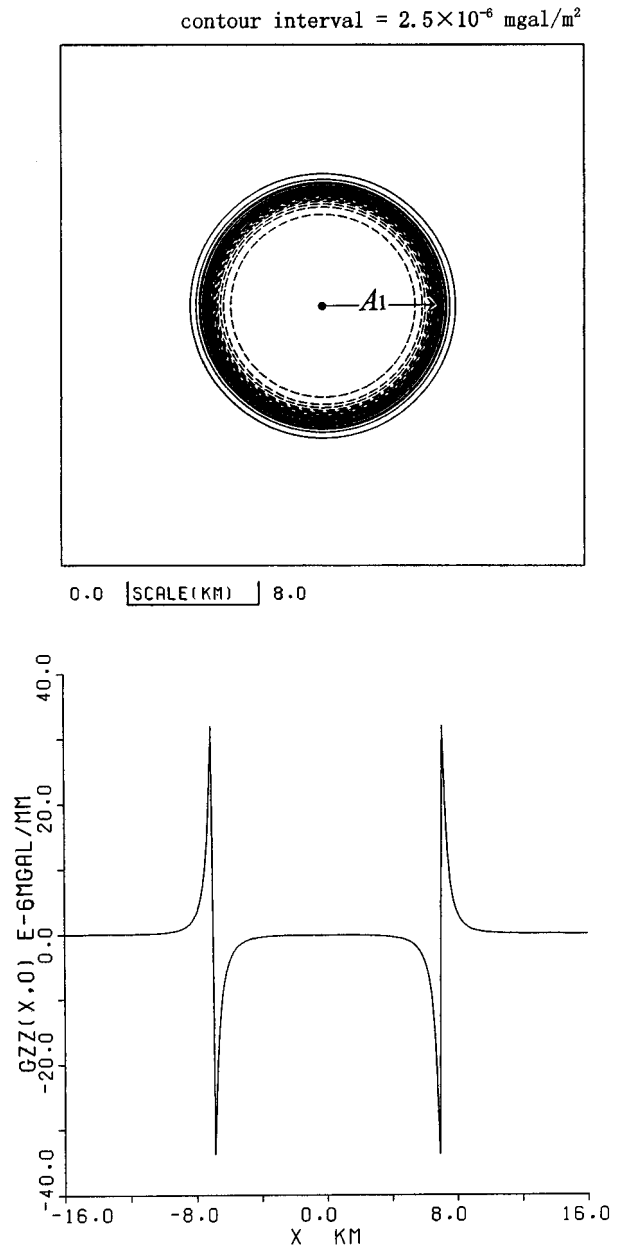 contour interval = 2.5×10⁻⁶ mgal/m²
A1
0.0 SCALE(KM) 8.0
40.0
20.0
0.0
-20.0
-40.0
GZZ(X,0) E-6MGAL/MM
-16.0 -8.0 0.0 8.0 16.0
X KM